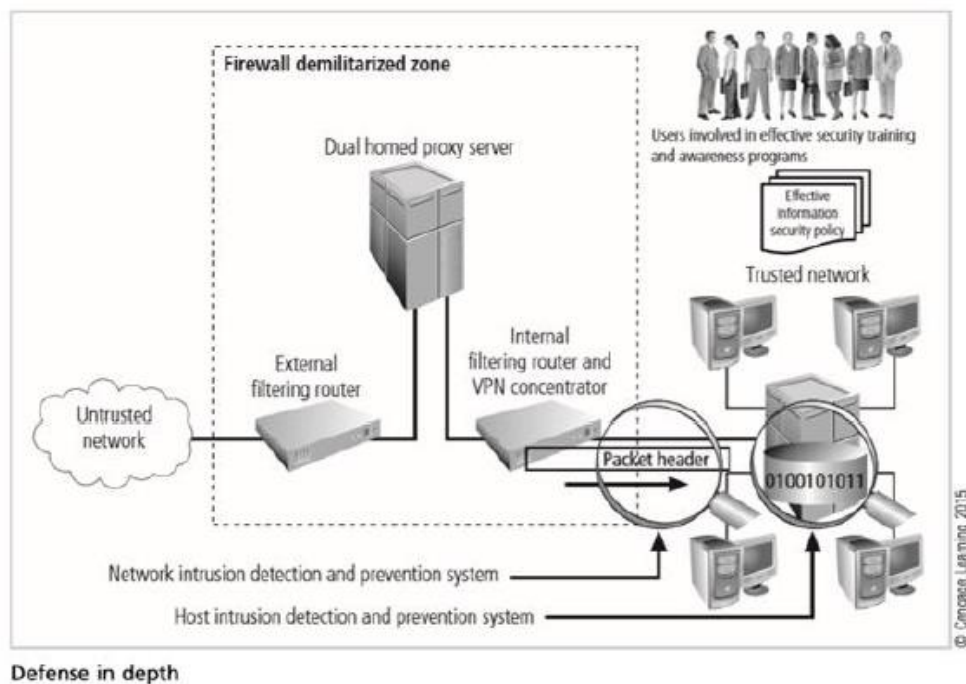 Firewall demilitarized zone
Dual homed proxy server
Users involved in effective security training
and awareness programs
Effective
information
security policy
Trusted network
Internal
filtering router and
VPN concentrator
External
filtering router
Untrusted
network
Packet header
0100101011
Network intrusion detection and prevention system
Host intrusion detection and prevention system
© Cengage Learning 2015
Defense in depth